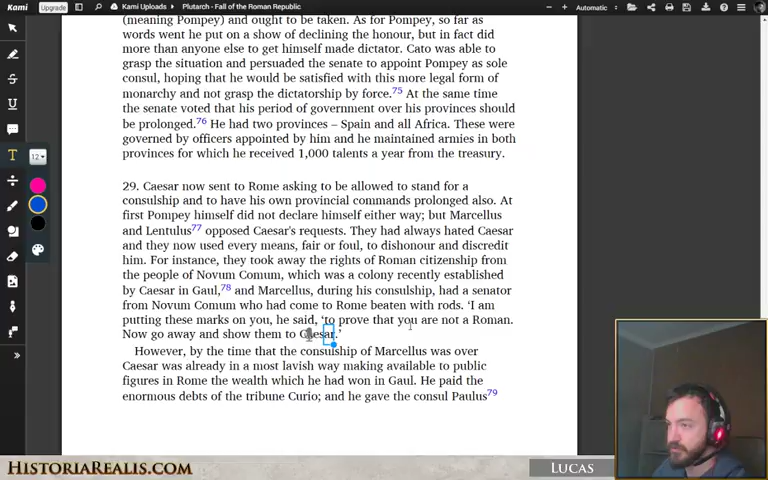 Kami
Upgrade
Kami Uploads ▸
Plutarch - Fall of the Roman Republic
Automatic
(meaning Pompey) and ought to be taken. As for Pompey, so far as
words went he put on a show of declining the honour, but in fact did
more than anyone else to get himself made dictator. Cato was able to
grasp the situation and persuaded the senate to appoint Pompey as sole
consul, hoping that he would be satisfied with this more legal form of
monarchy and not grasp the dictatorship by force.75 At the same time
the senate voted that his period of government over his provinces should
be prolonged.76 He had two provinces – Spain and all Africa. These were
governed by officers appointed by him and he maintained armies in both
provinces for which he received 1,000 talents a year from the treasury.
29. Caesar now sent to Rome asking to be allowed to stand for a
consulship and to have his own provincial commands prolonged also. At
first Pompey himself did not declare himself either way; but Marcellus
and Lentulus77 opposed Caesar's requests. They had always hated Caesar
and they now used every means, fair or foul, to dishonour and discredit
him. For instance, they took away the rights of Roman citizenship from
the people of Novum Comum, which was a colony recently established
by Caesar in Gaul,78 and Marcellus, during his consulship, had a senator
from Novum Comum who had come to Rome beaten with rods. 'I am
putting these marks on you, he said, 'to prove that you are not a Roman.
Now go away and show them to Caesar.'
However, by the time that the consulship of Marcellus was over
Caesar was already in a most lavish way making available to public
figures in Rome the wealth which he had won in Gaul. He paid the
enormous debts of the tribune Curio; and he gave the consul Paulus79
T
12
HISTORIAREALIS.COM
LUCAS